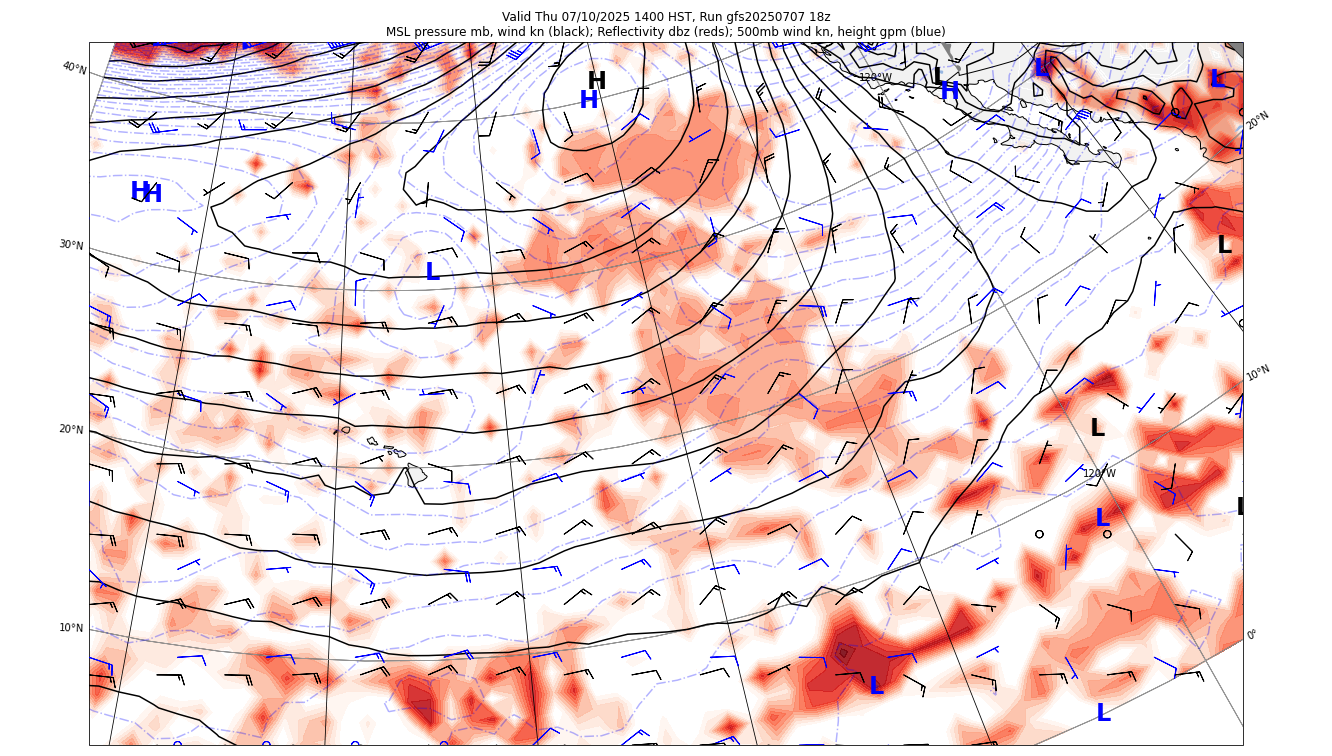 Valid Thu 07/10/2025 1400 HST, Run gfs20250707 18z
MSL pressure mb, wind kn (black); Reflectivity dbz (reds); 500mb wind kn, height gpm (blue)
40°N
H
H
120°W
L
H
L
L
20°N
H
H
30°N
L
L
10°N
20°N
L
120°W
L
L
10°N
0°
L
L